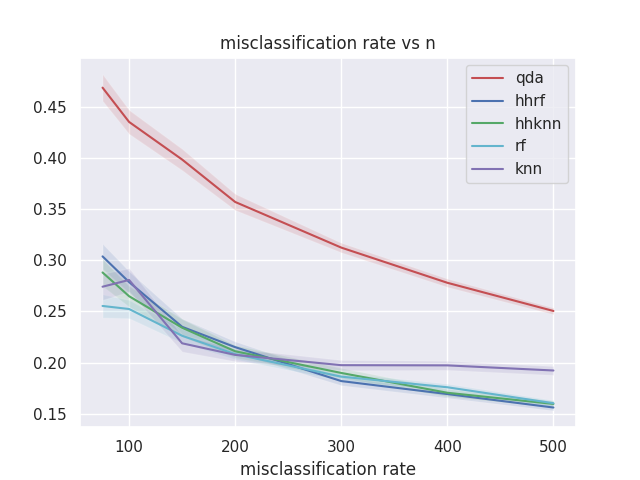 misclassification rate vs n
qda
hhrf
hhknn
rf
knn
0.45
0.40
0.35
0.30
0.25
0.20
0.15
100 200 300 400 500
misclassification rate